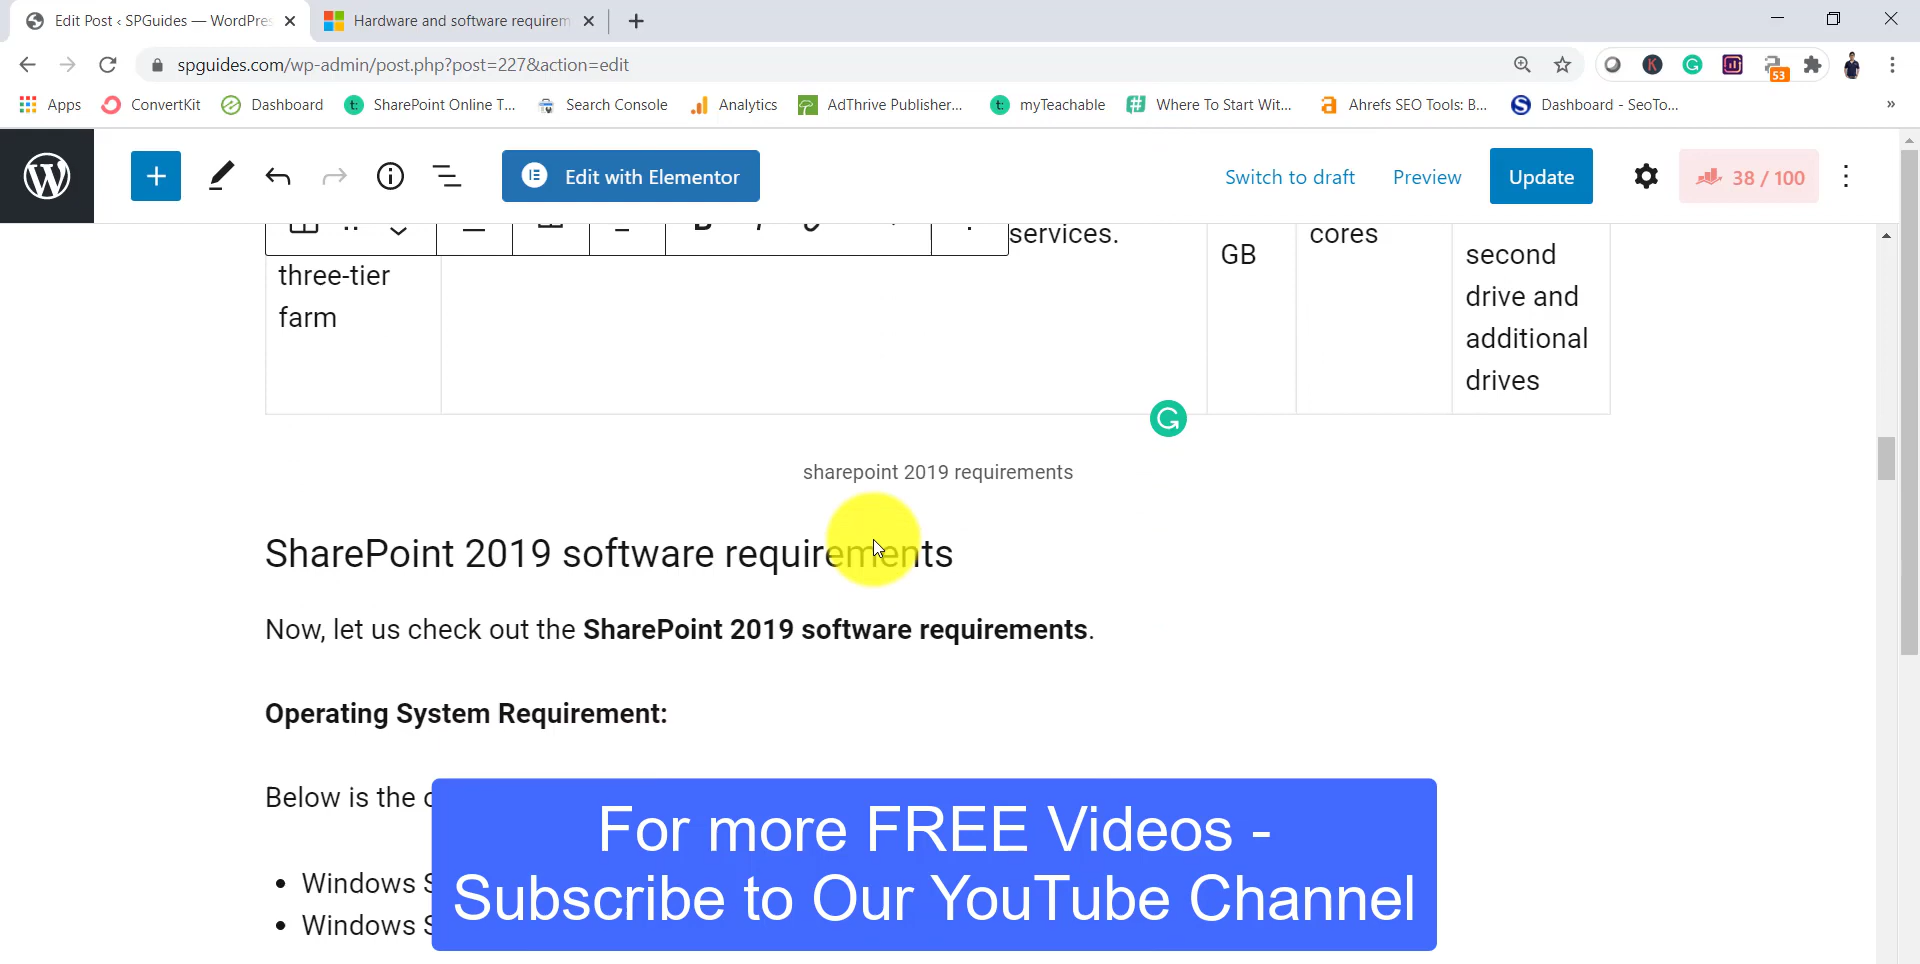 Edit Post ‹ SPGuides — WordPres
Hardware and software requirem
spguides.com/wp-admin/post.php?post=227&action=edit
53
Apps
ConvertKit
Dashboard
SharePoint Online T...
Search Console
Analytics
AdThrive Publisher...
myTeachable
Where To Start Wit...
Ahrefs SEO Tools: B...
Dashboard - SeoTo...
Edit with Elementor
Switch to draft
Preview
Update
38 / 100
three-tier
farm
services.
GB
cores
second
drive and
additional
drives
sharepoint 2019 requirements
SharePoint 2019 software requirements
Now, let us check out the SharePoint 2019 software requirements.
Operating System Requirement:
Below is the
For more FREE Videos -
Subscribe to Our YouTube Channel
• Windows S
• Windows S